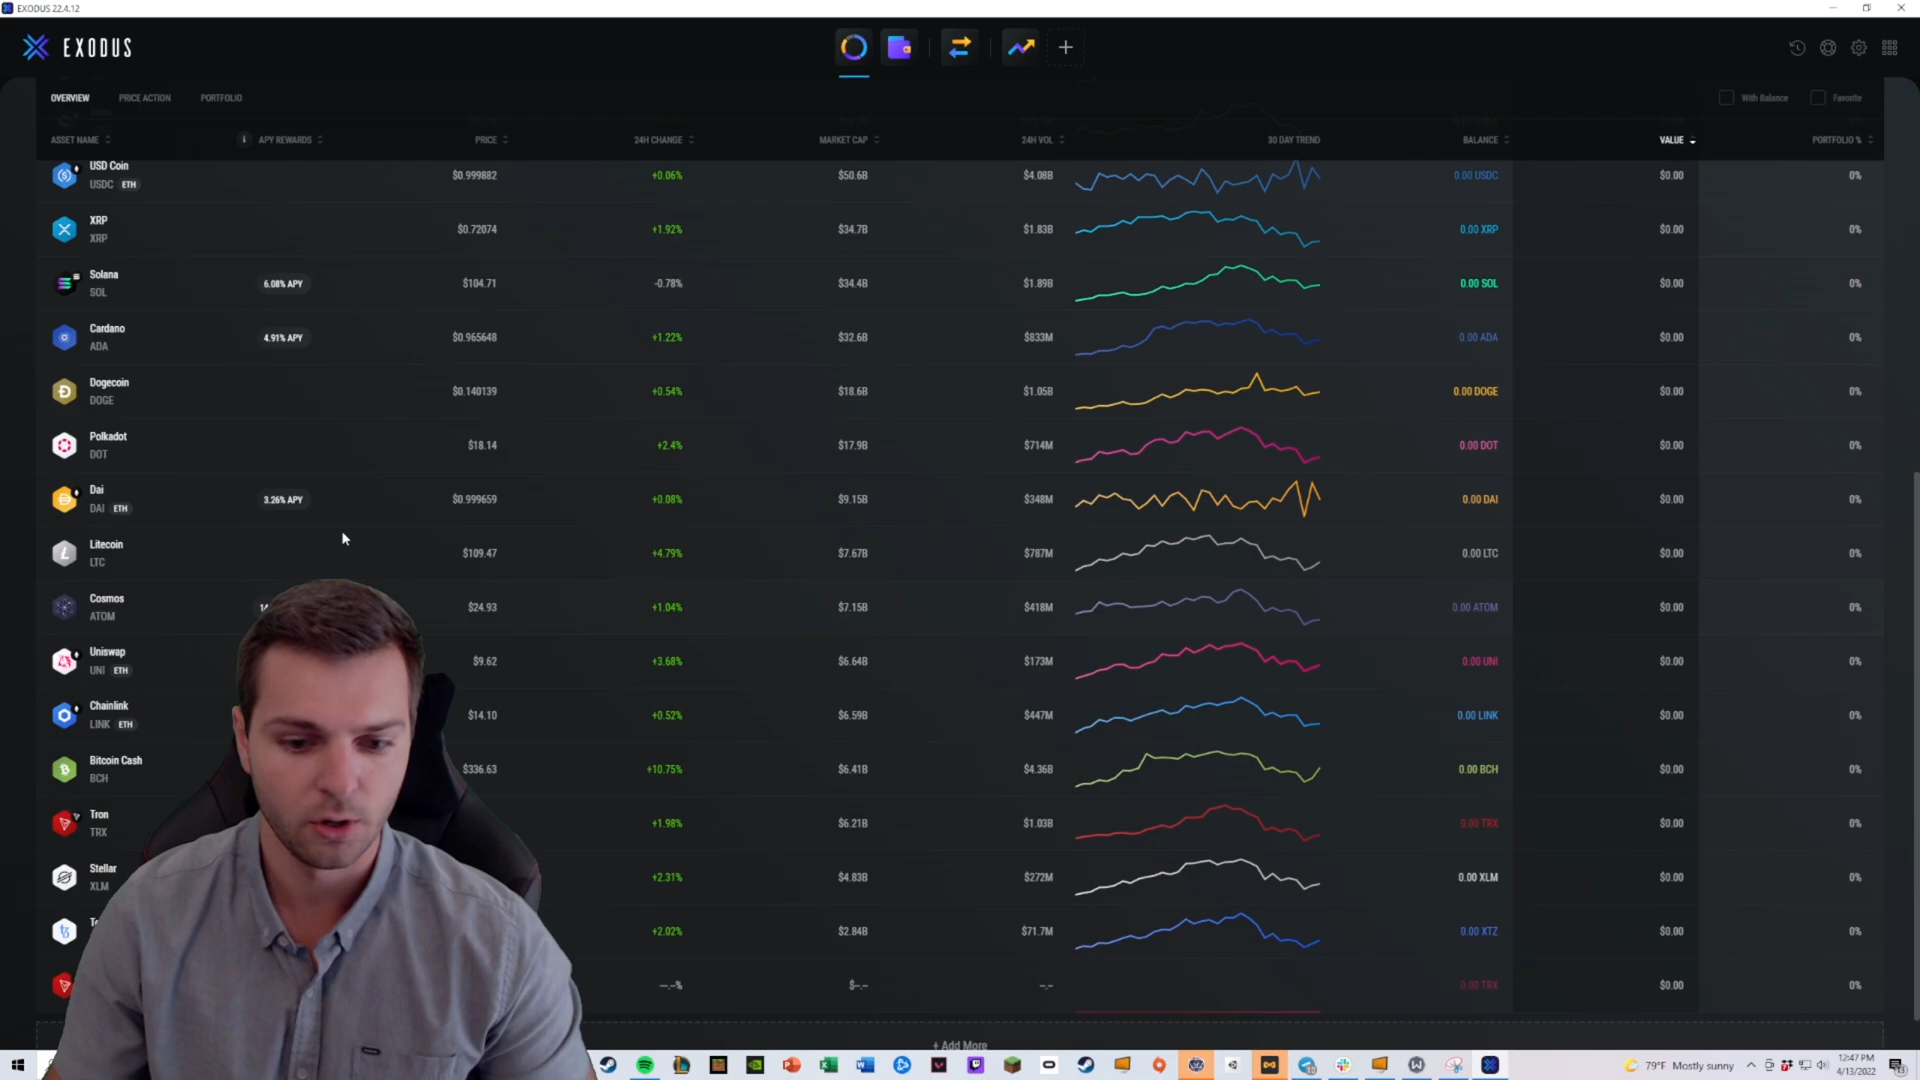 EXODUS 22.4.12
EXODUS
OVERVIEW PRICE ACTION PORTFOLIO With Balance Favorite
ASSET NAME i APY REWARDS PRICE 24H CHANGE MARKET CAP 24H VOL 30 DAY TREND BALANCE VALUE PORTFOLIO %
USD Coin
USDC ETH $0.999882 +0.06% $50.6B $4.08B 0.00 USDC $0.00 0%
XRP
XRP $0.72074 +1.92% $34.7B $1.83B 0.00 XRP $0.00 0%
Solana
SOL 6.08% APY $104.71 -0.78% $34.4B $1.89B 0.00 SOL $0.00 0%
Cardano
ADA 4.91% APY $0.965648 +1.22% $32.6B $833M 0.00 ADA $0.00 0%
Dogecoin
DOGE $0.140139 +0.54% $18.6B $1.05B 0.00 DOGE $0.00 0%
Polkadot
DOT $18.14 +2.4% $17.9B $714M 0.00 DOT $0.00 0%
Dai
DAI ETH 3.26% APY $0.999659 +0.08% $9.15B $348M 0.00 DAI $0.00 0%
Litecoin
LTC $109.47 +4.79% $7.67B $787M 0.00 LTC $0.00 0%
Cosmos
ATOM $24.93 +1.04% $7.15B $418M 0.00 ATOM $0.00 0%
Uniswap
UNI ETH $9.62 +3.68% $6.64B $173M 0.00 UNI $0.00 0%
Chainlink
LINK ETH $14.10 +0.52% $6.59B $447M 0.00 LINK $0.00 0%
Bitcoin Cash
BCH $336.63 +10.75% $6.41B $4.36B 0.00 BCH $0.00 0%
Tron
TRX +1.98% $6.21B $1.03B 0.00 TRX $0.00 0%
Stellar
XLM +2.31% $4.83B $272M 0.00 XLM $0.00 0%
+2.02% $2.84B $71.7M 0.00 XTZ $0.00 0%
--.--% $--.-- --.-- 0.00 TRX $0.00 0%
+ Add More
79°F Mostly sunny 12:47 PM
4/13/2022